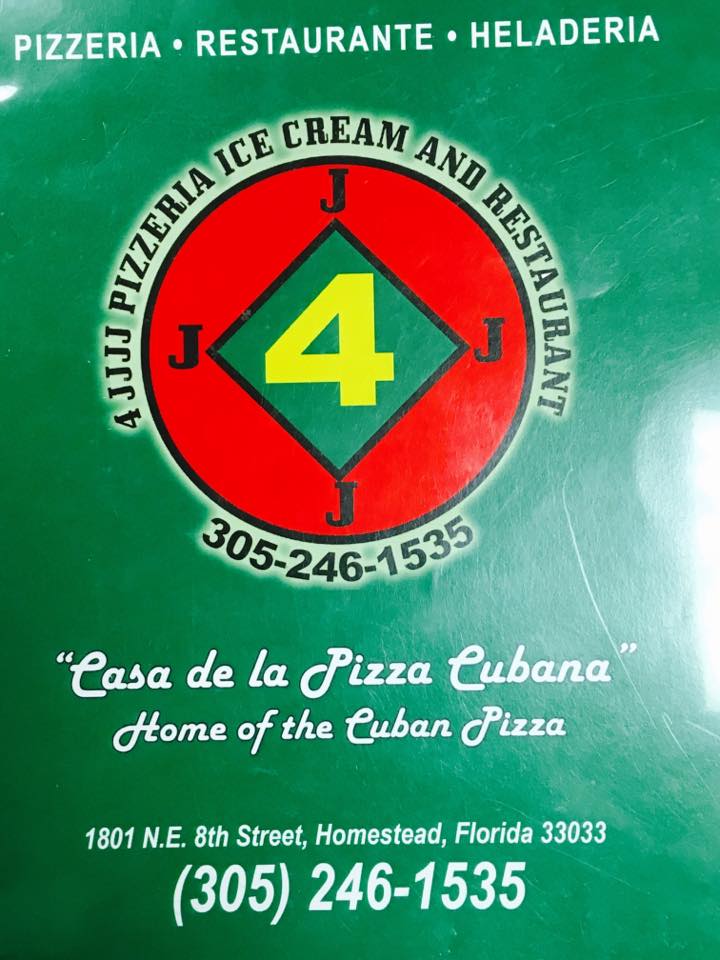 PIZZERIA • RESTAURANTE • HELADERIA
4 JJJJ PIZZERIA ICE CREAM AND RESTAURANT
J
J 4 J
J
305-246-1535
"Casa de la Pizza Cubana"
Home of the Cuban Pizza
1801 N.E. 8th Street, Homestead, Florida 33033
(305) 246-1535